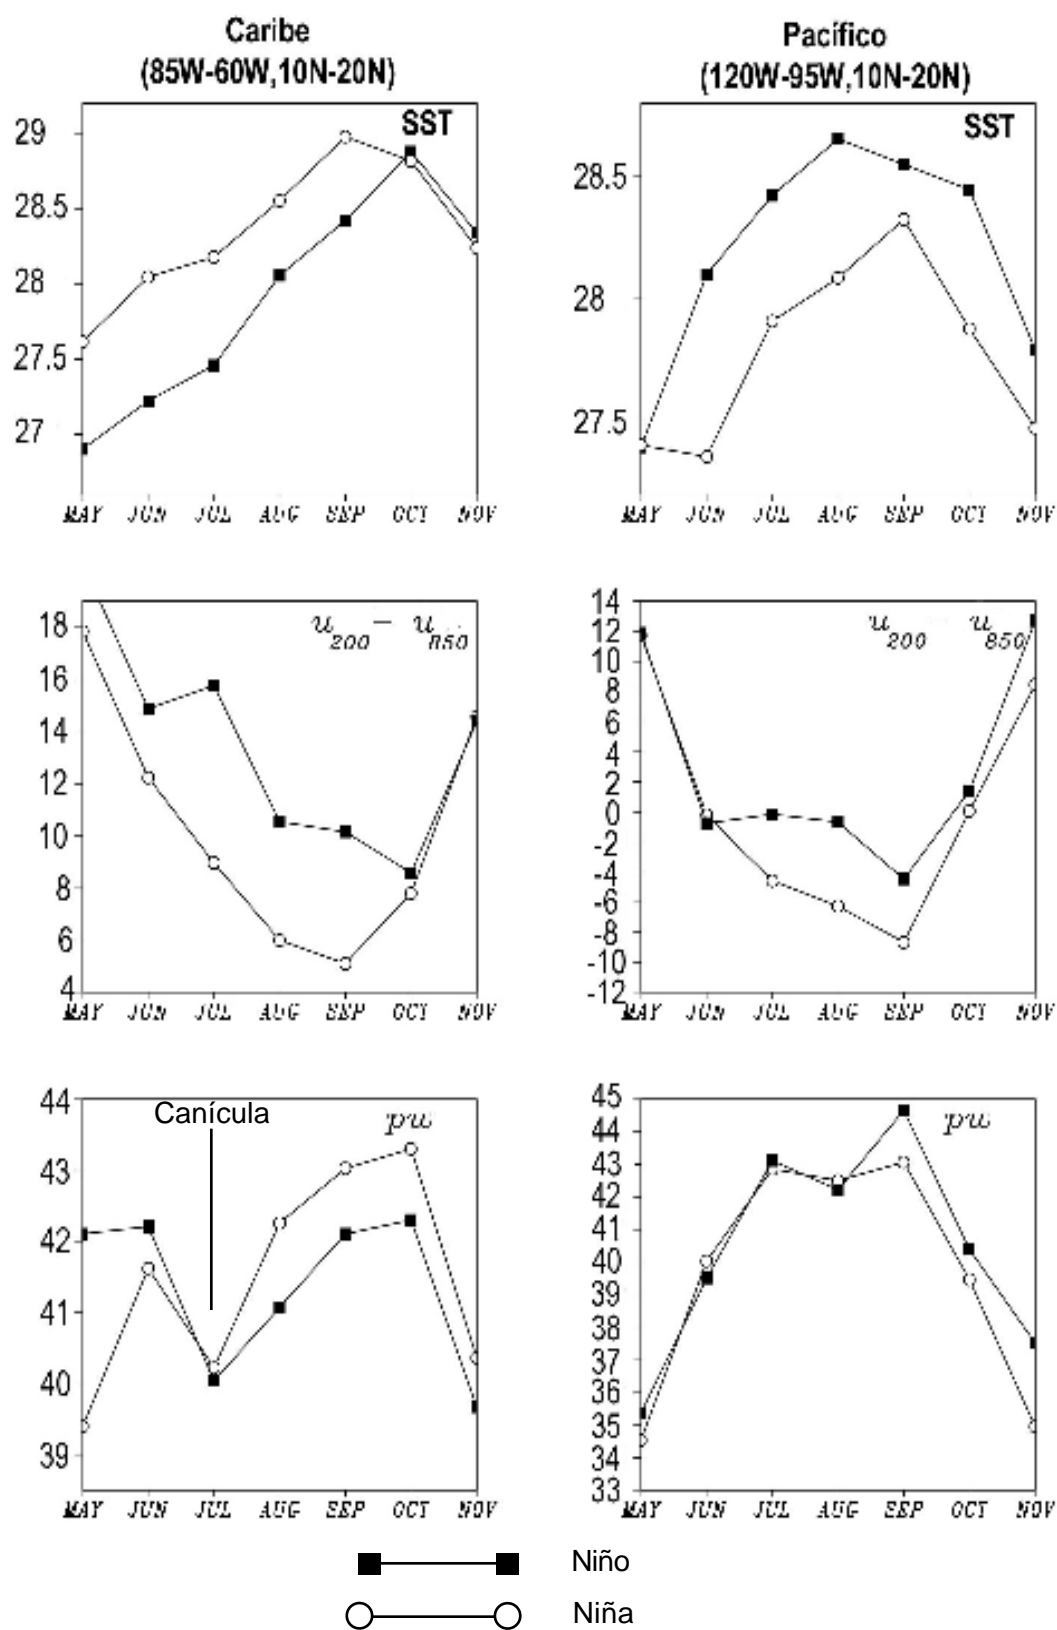 Caribe
(85W-60W,10N-20N)
SST
29
28.5
28
27.5
27
MAY JUN JUL AUG SEP OCT NOV
Pacífico
(120W-95W,10N-20N)
SST
28.5
28
27.5
MAY JUN JUL AUG SEP OCT NOV
u200 - u850
18
16
14
12
10
8
6
4
MAY JUN JUL AUG SEP OCT NOV
u200 u850
14
12
10
8
6
4
2
0
-2
-4
-6
-8
-10
-12
MAY JUN JUL AUG SEP OCT NOV
Canícula
pw
44
43
42
41
40
39
MAY JUN JUL AUG SEP OCT NOV
pw
45
44
43
42
41
40
39
38
37
36
35
34
33
MAY JUN JUL AUG SEP OCT NOV
Niño
Niña